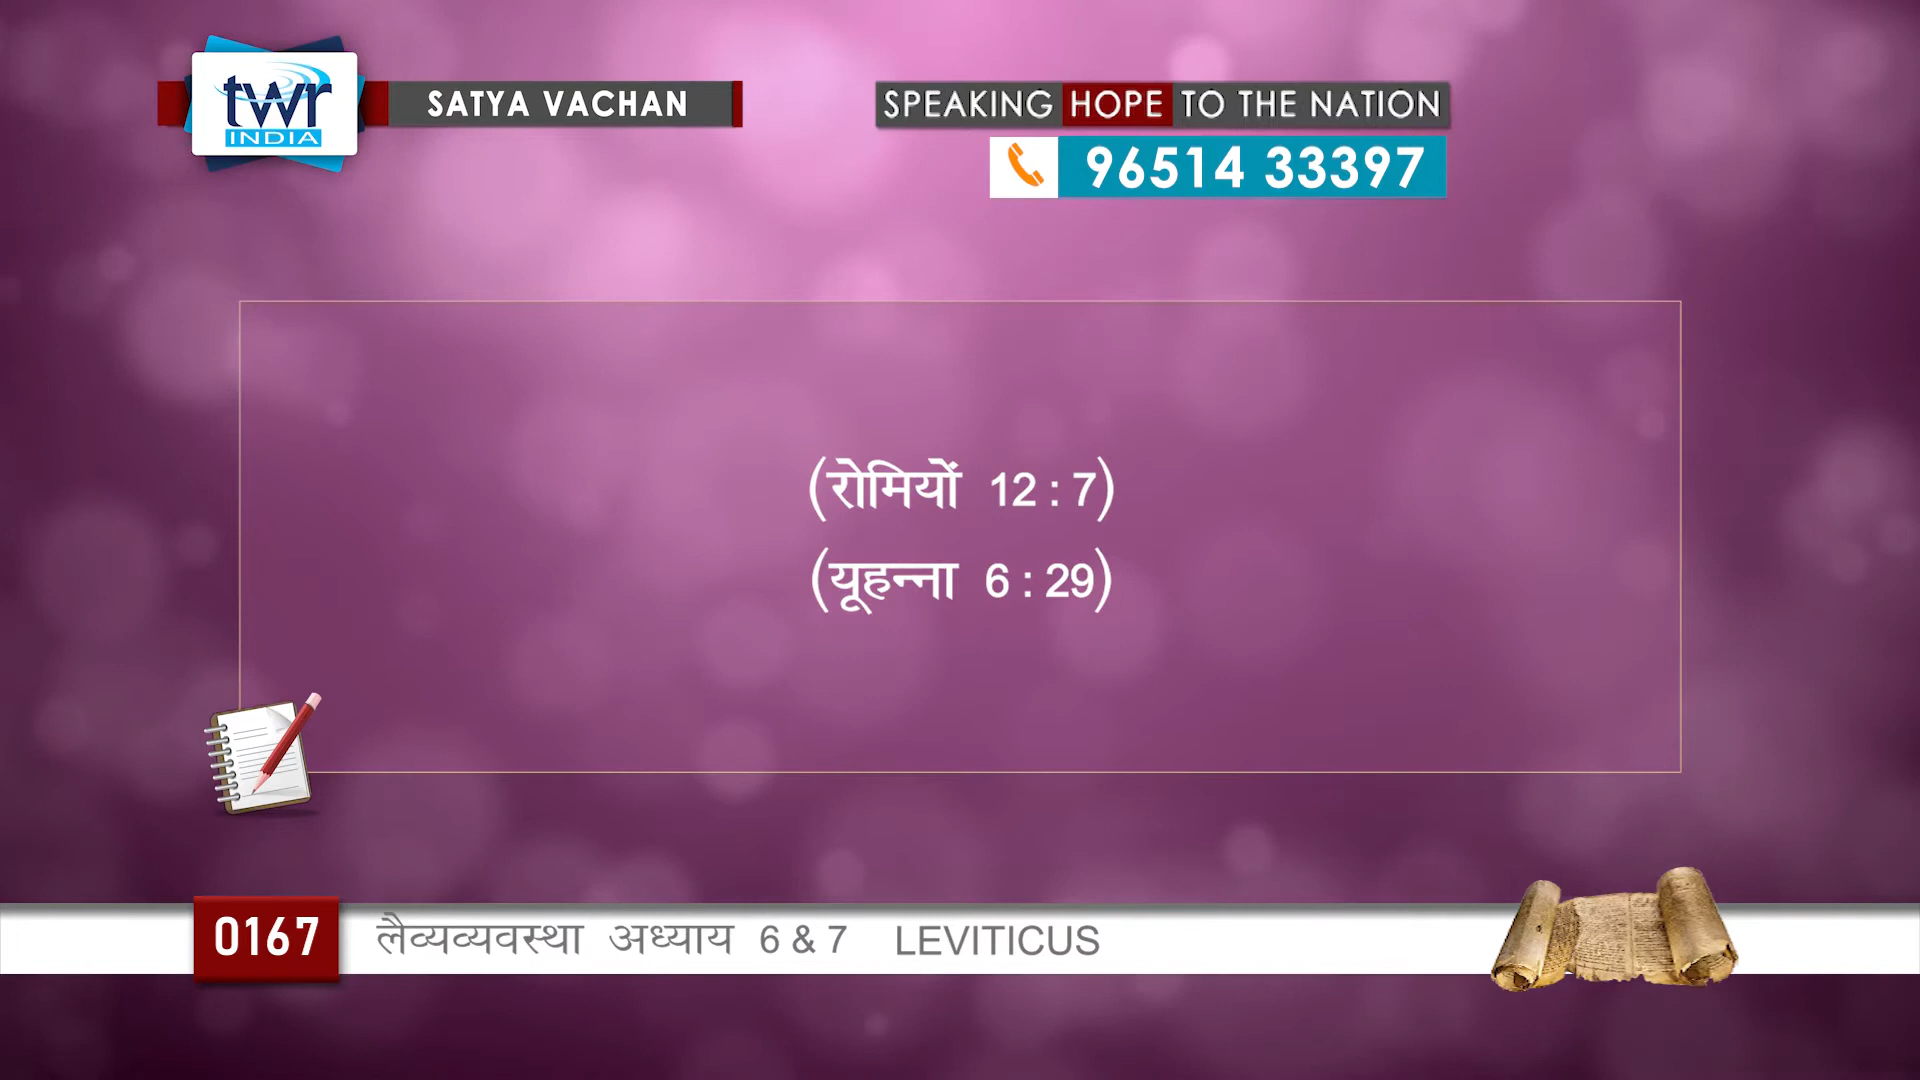 twr
INDIA
SATYA VACHAN
SPEAKING HOPE TO THE NATION
96514 33397
(रोमियों 12 : 7)
(यूहन्ना 6 : 29)
0167 लैव्यव्यवस्था अध्याय 6 & 7 LEVITICUS